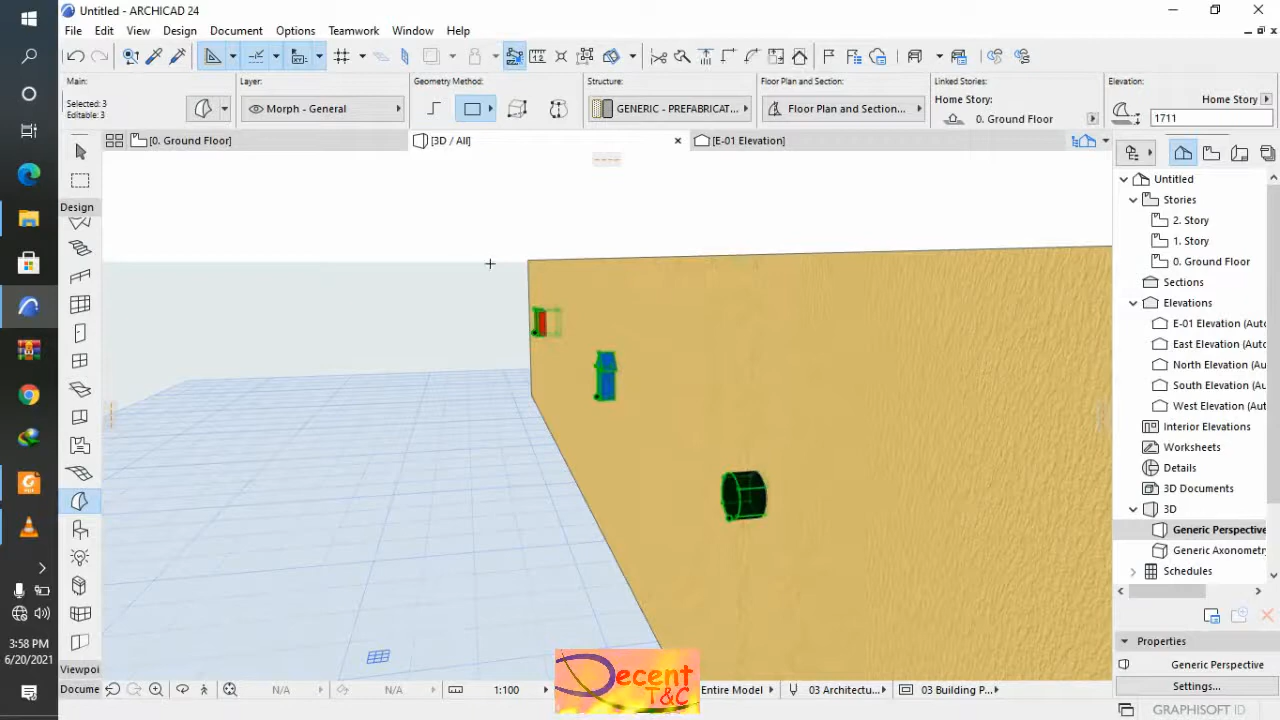 Untitled - ARCHICAD 24
File Edit View Design Document Options Teamwork Window Help
Main: Layer: Geometry Method: Structure: Floor Plan and Section: Linked Stories: Elevation:
Selected: 3
Editable: 3
Morph - General
GENERIC - PREFABRICAT...
Floor Plan and Section...
Home Story:
0. Ground Floor
Home Story
1711
[0. Ground Floor]
[3D / All]
[E-01 Elevation]
Design
Untitled
Stories
2. Story
1. Story
0. Ground Floor
Sections
Elevations
E-01 Elevation (Auto
East Elevation (Auto
North Elevation (Aut
South Elevation (Aut
West Elevation (Auto
Interior Elevations
Worksheets
Details
3D Documents
3D
Generic Perspective
Generic Axonometry
Schedules
Properties
Generic Perspective
Settings...
GRAPHISOFT ID
Viewpoi
Docume
N/A
N/A
1:100
Entire Model
03 Architectu...
03 Building P...
Decent
T&C
3:58 PM
6/20/2021